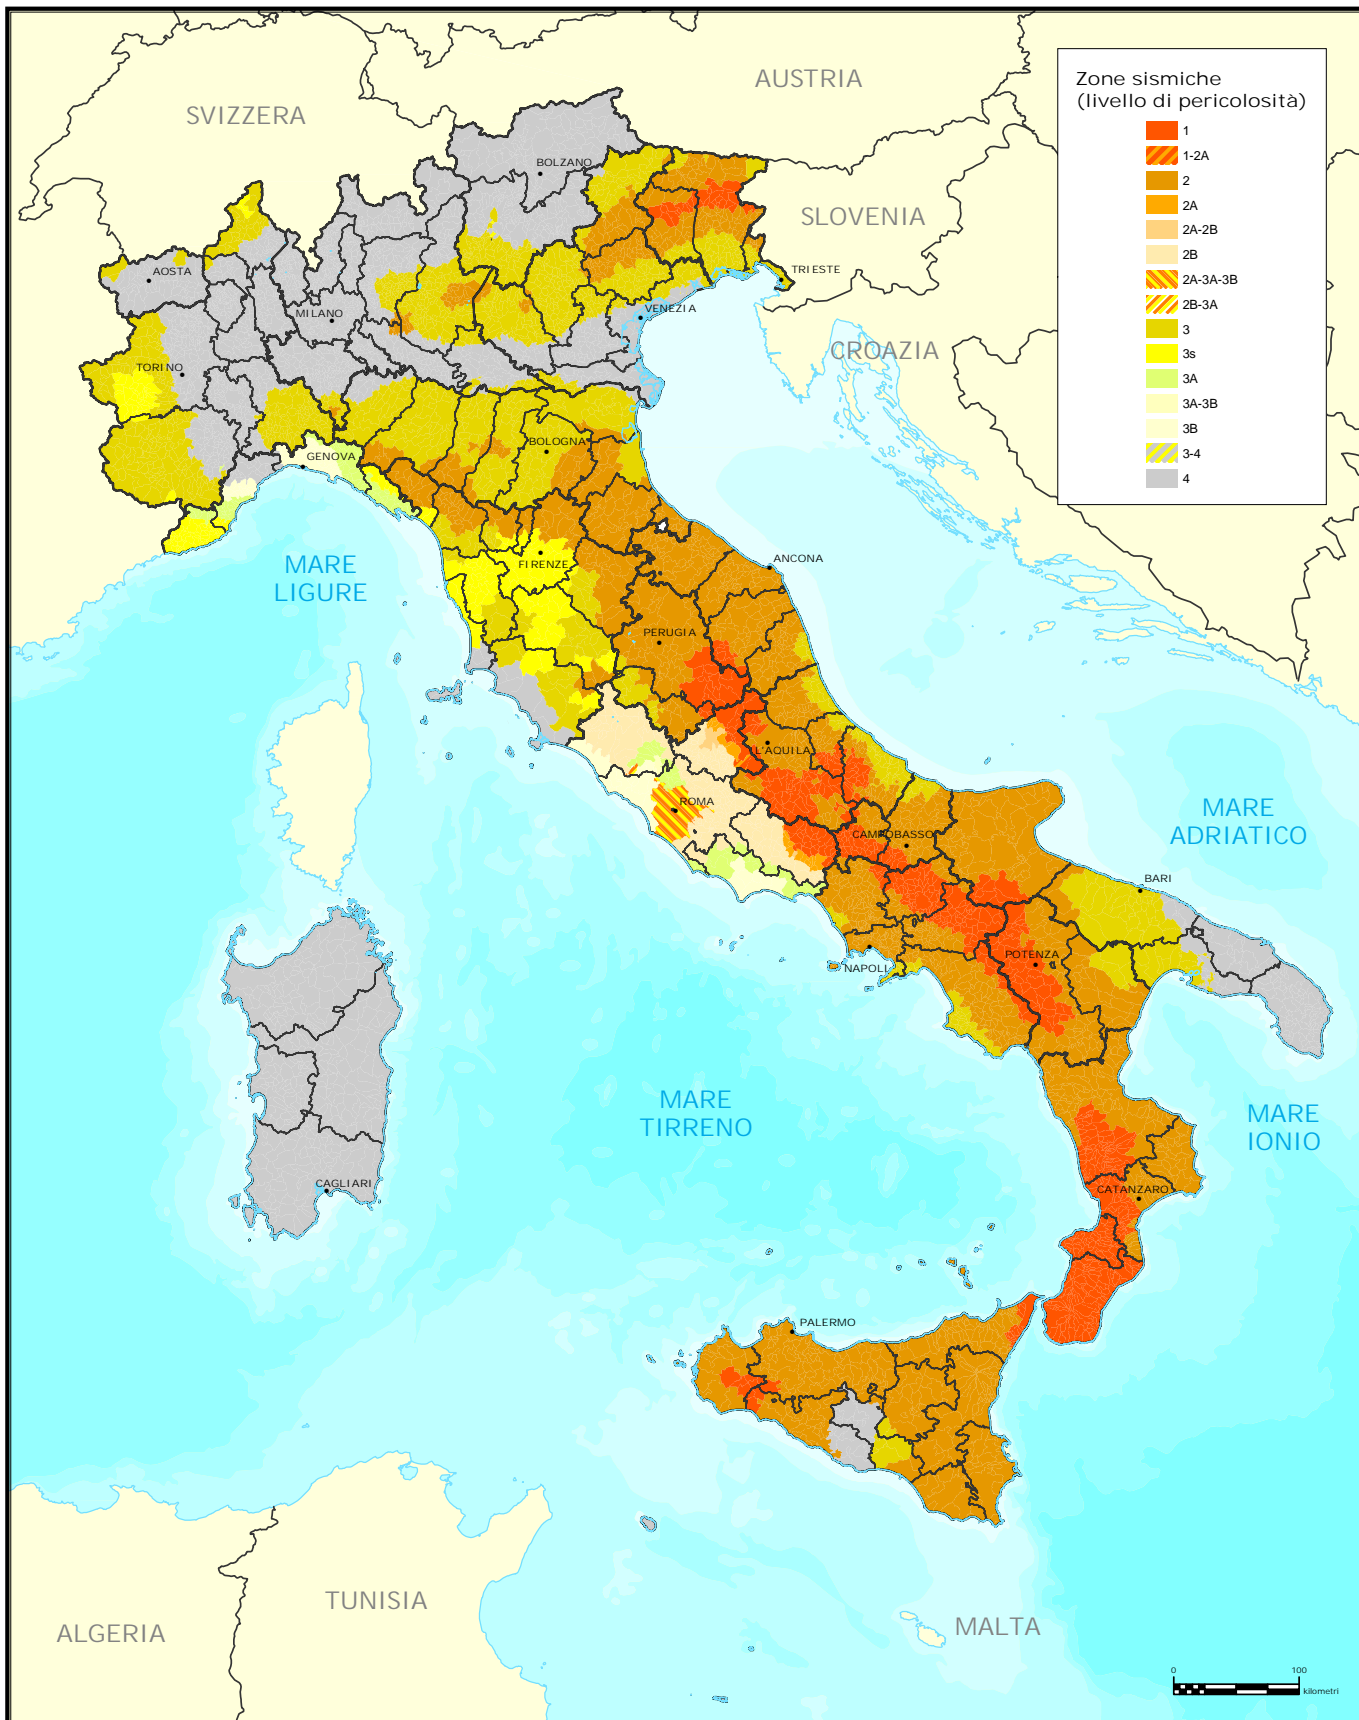 AUSTRIA
SVIZZERA
SLOVENIA
CROAZIA
Zone sismiche
(livello di pericolosità)
1
1-2A
2
2A
2A-2B
2B
2A-3A-3B
2B-3A
3
3s
3A
3A-3B
3B
3-4
4
BOLZANO
AOSTA
TRIESTE
MILANO
VENEZIA
TORINO
BOLOGNA
GENOVA
FIRENZE
ANCONA
MARE
LIGURE
PERUGIA
L'AQUILA
ROMA
MARE
ADRIATICO
CAMPOBASSO
BARI
NAPOLI
POTENZA
MARE
TIRRENO
MARE
IONIO
CAGLIARI
CATANZARO
PALERMO
TUNISIA
ALGERIA
MALTA
0 100
kilometri